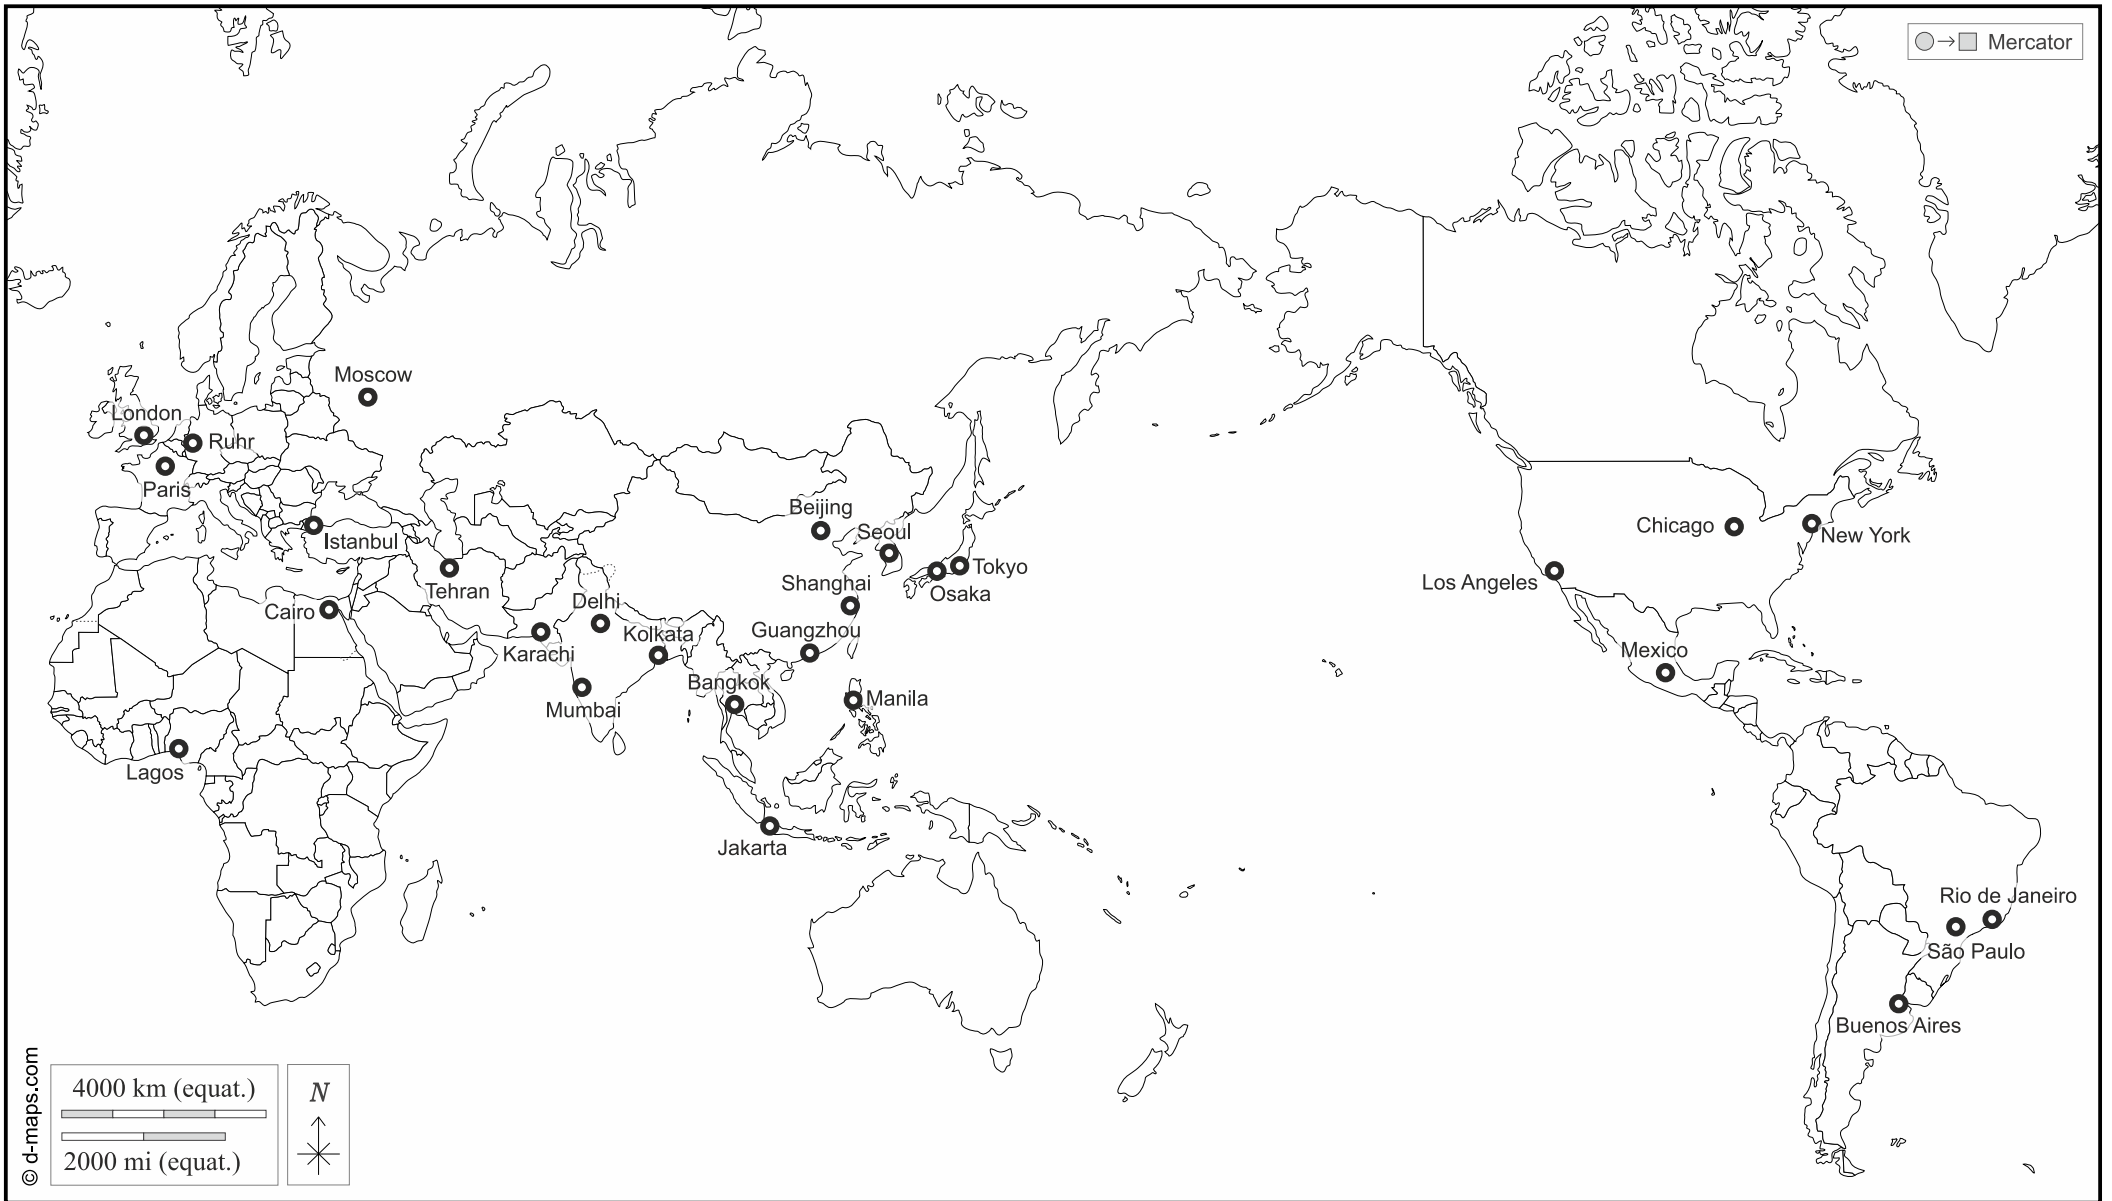 → Mercator
Moscow
London
Ruhr
Paris
Istanbul
Beijing
Seoul
Tokyo
Osaka
Shanghai
Tehran
Cairo
Delhi
Kolkata
Guangzhou
Karachi
Bangkok
Mumbai
Manila
Lagos
Jakarta
Chicago
New York
Los Angeles
Mexico
Rio de Janeiro
São Paulo
Buenos Aires
4000 km (equat.)
2000 mi (equat.)
N
© d-maps.com